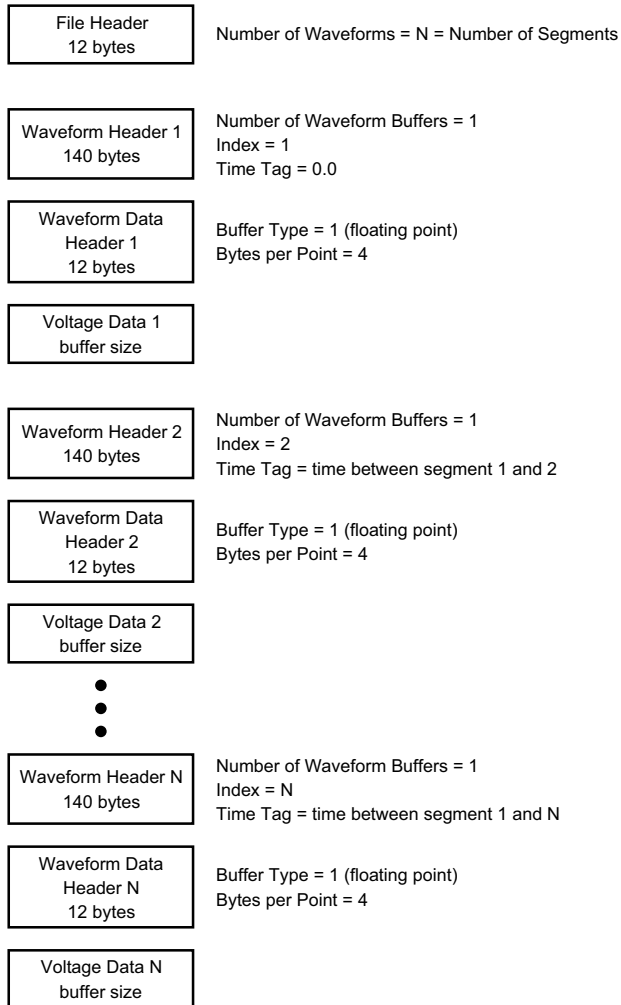 File Header
12 bytes
Number of Waveforms = N = Number of Segments
Waveform Header 1
140 bytes
Number of Waveform Buffers = 1
Index = 1
Time Tag = 0.0
Waveform Data
Header 1
12 bytes
Buffer Type = 1 (floating point)
Bytes per Point = 4
Voltage Data 1
buffer size
Waveform Header 2
140 bytes
Number of Waveform Buffers = 1
Index = 2
Time Tag = time between segment 1 and 2
Waveform Data
Header 2
12 bytes
Buffer Type = 1 (floating point)
Bytes per Point = 4
Voltage Data 2
buffer size
Waveform Header N
140 bytes
Number of Waveform Buffers = 1
Index = N
Time Tag = time between segment 1 and N
Waveform Data
Header N
12 bytes
Buffer Type = 1 (floating point)
Bytes per Point = 4
Voltage Data N
buffer size